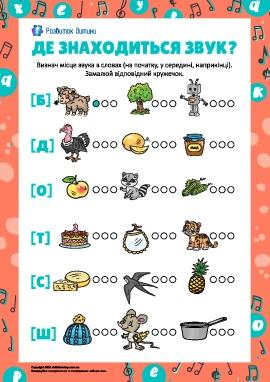 Розвиток дитини
ДЕ ЗНАХОДИТЬСЯ ЗВУК?
Визнач місце звука в словах (на початку, у середині, наприкінці).
Замалюй відповідний кружечок.
[Б]
[Д]
[О]
[Т]
[С]
[Ш]